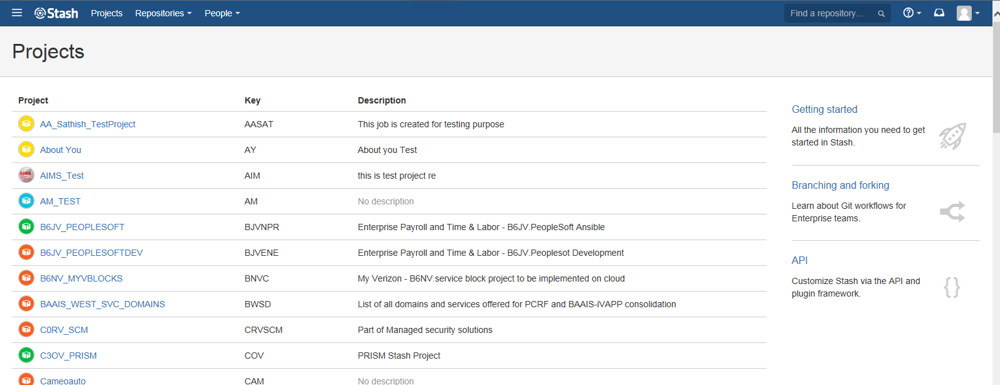 Stash Projects Repositories People Find a repository...
Projects
Project Key Description
AA_Sathish_TestProject AASAT This job is created for testing purpose
About You AY About you Test
AIMS AIMS_Test AIM this is test project re
AM_TEST AM No description
B6JV_PEOPLESOFT BJVNPR Enterprise Payroll and Time & Labor - B6JV.PeopleSoft Ansible
B6JV_PEOPLESOFTDEV BJVENE Enterprise Payroll and Time & Labor - B6JV.Peoplesot Development
B6NV_MYVBLOCKS BNVC My Verizon - B6NV.service block project to be implemented on cloud
BAAIS_WEST_SVC_DOMAINS BWSD List of all domains and services offered for PCRF and BAAIS-iVAPP consolidation
C0RV_SCM CRVSCM Part of Managed security solutions
C3OV_PRISM COV PRISM Stash Project
Cameoauto CAM No description
Getting started
All the information you need to get
started in Stash.
Branching and forking
Learn about Git workflows for
Enterprise teams.
API
Customize Stash via the API and
plugin framework.